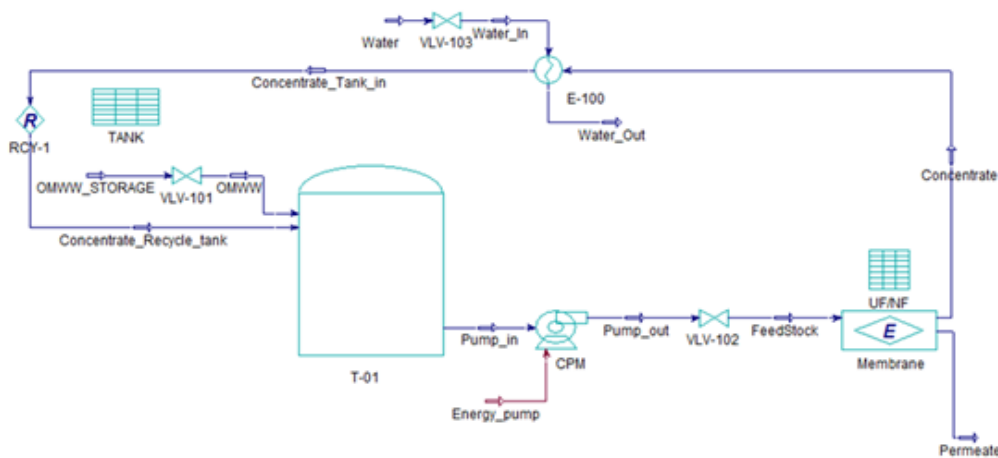 Water
VLV-103
Water_In
Concentrate_Tank_in
E-100
Water_Out
R
RCY-1
TANK
OMWW_STORAGE
VLV-101
OMWW
Concentrate_Recycle_tank
Concentrate
UF/NF
Pump_in
Pump_out
VLV-102
FeedStock
E
Membrane
CPM
T-01
Energy_pump
Permeate